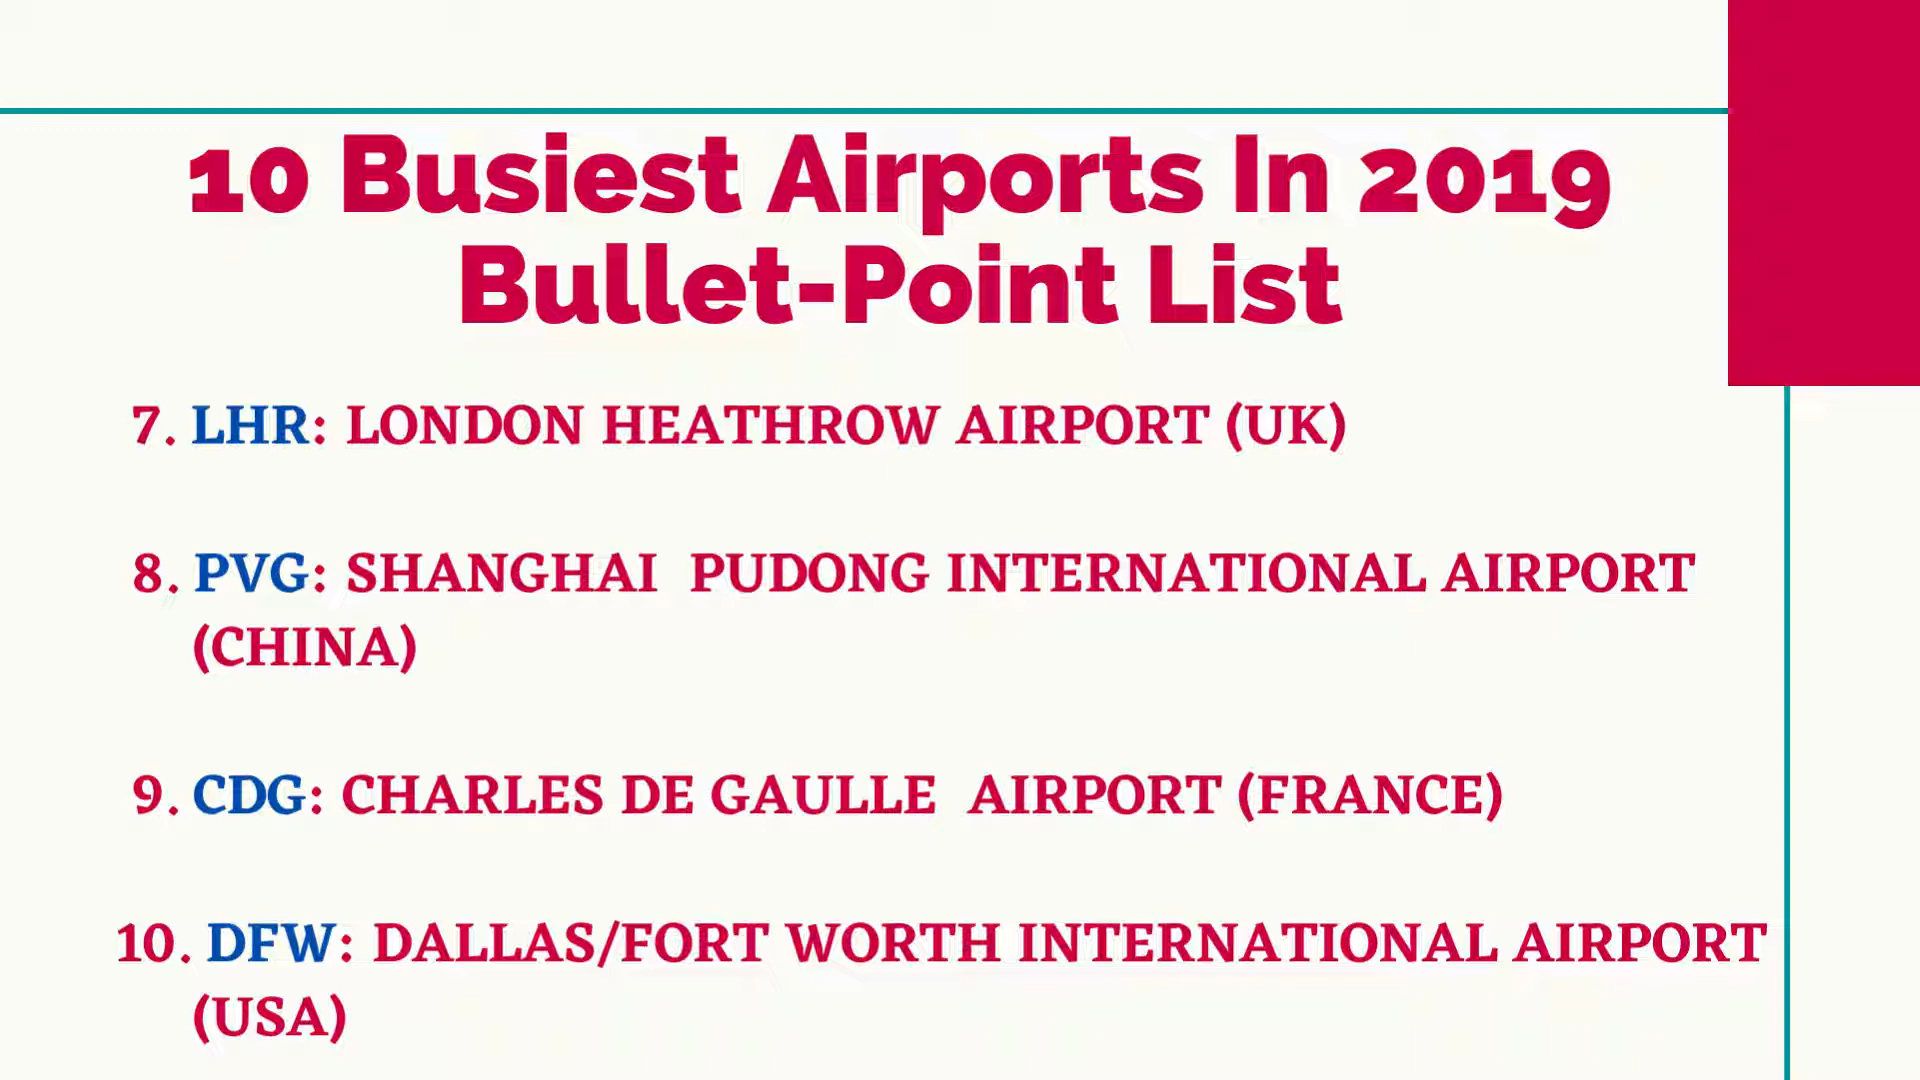 10 Busiest Airports In 2019
Bullet-Point List
7. LHR: LONDON HEATHROW AIRPORT (UK)
8. PVG: SHANGHAI PUDONG INTERNATIONAL AIRPORT
(CHINA)
9. CDG: CHARLES DE GAULLE AIRPORT (FRANCE)
10. DFW: DALLAS/FORT WORTH INTERNATIONAL AIRPORT
(USA)